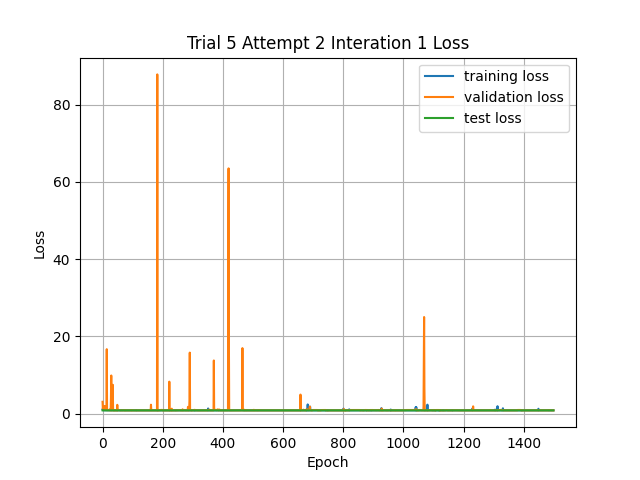 Trial 5 Attempt 2 Interation 1 Loss
training loss
validation loss
test loss
80
60
40
20
0
Loss
0 200 400 600 800 1000 1200 1400
Epoch